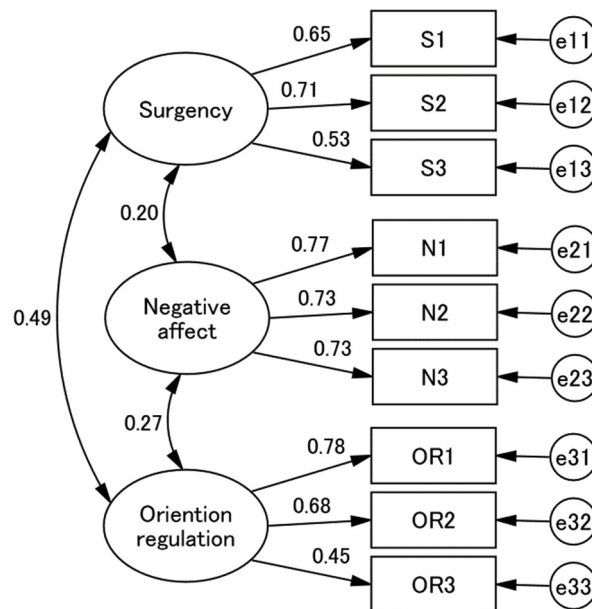 0.65
S1
e11
Surgency
0.71
S2
e12
0.53
S3
e13
0.20
0.77
N1
e21
0.49
Negative
affect
0.73
N2
e22
0.73
N3
e23
0.27
0.78
OR1
e31
Oriention
regulation
0.68
OR2
e32
0.45
OR3
e33